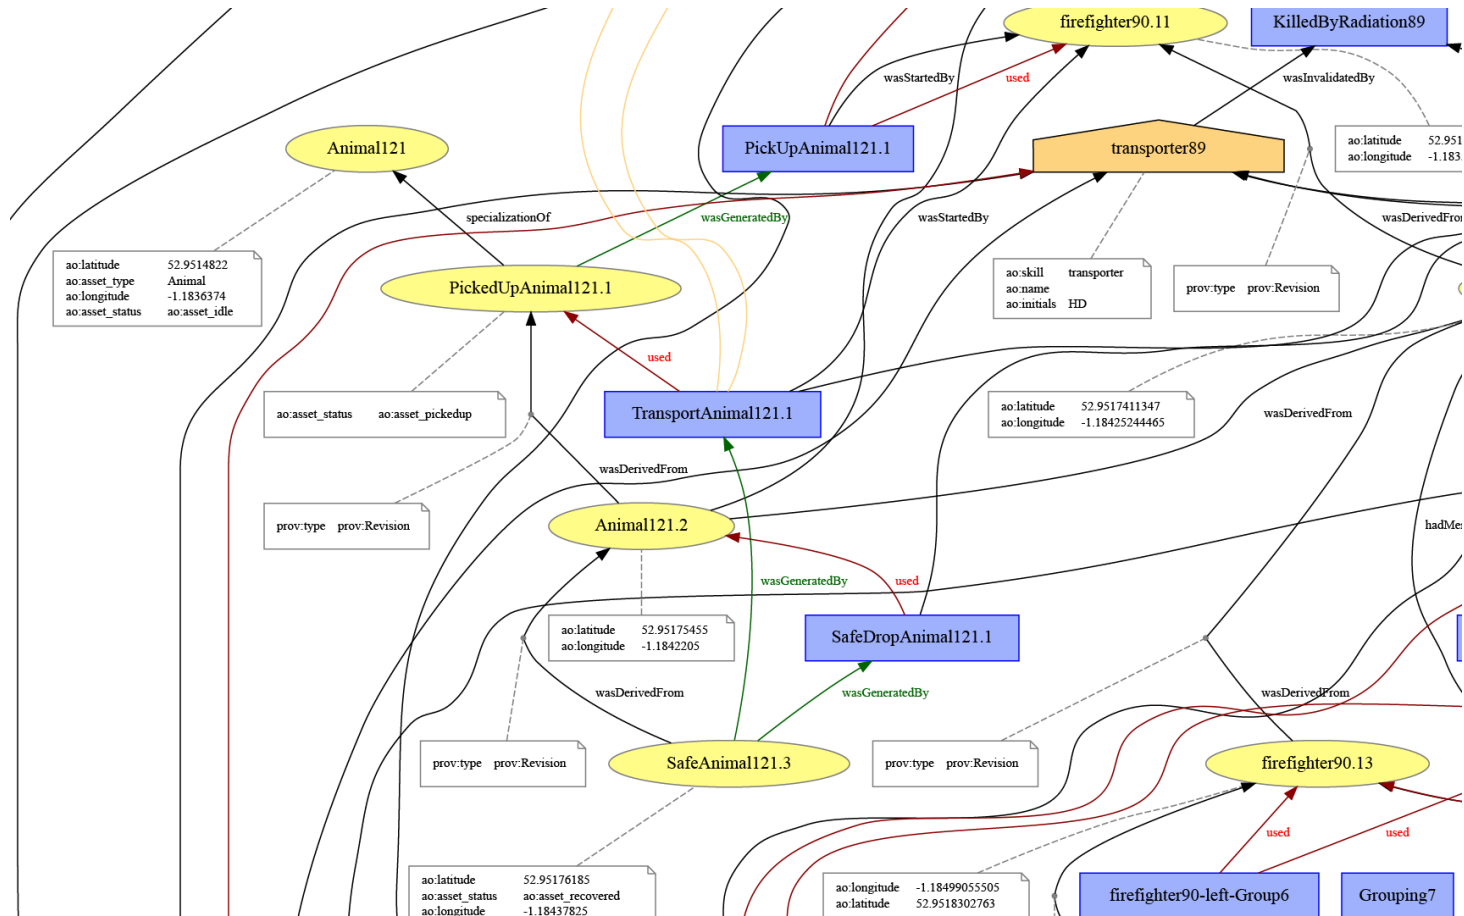 firefighter90.11
KilledByRadiation89
wasStartedBy
used
wasInvalidatedBy
Animal121
PickUpAnimal121.1
transporter89
ao:latitude 52.951
ao:longitude -1.183
specializationOf
wasGeneratedBy
wasStartedBy
wasDerivedFro
ao:latitude 52.9514822
ao:asset_type Animal
ao:longitude -1.1836374
ao:asset_status ao:asset_idle
PickedUpAnimal121.1
ao:skill transporter
ao:name
ao:initials HD
prov:type prov:Revision
used
ao:asset_status ao:asset_pickedup
TransportAnimal121.1
ao:latitude 52.9517411347
ao:longitude -1.18425244465
wasDerivedFrom
wasDerivedFrom
prov:type prov:Revision
Animal121.2
hadMe
wasGeneratedBy
used
ao:latitude 52.95175455
ao:longitude -1.1842205
SafeDropAnimal121.1
wasDerivedFrom
wasGeneratedBy
wasDerivedFrom
prov:type prov:Revision
SafeAnimal121.3
prov:type prov:Revision
firefighter90.13
used
used
ao:latitude 52.95176185
ao:asset_status ao:asset_recovered
ao:longitude -1.18437825
ao:longitude -1.18499055505
ao:latitude 52.9518302763
firefighter90-left-Group6
Grouping7